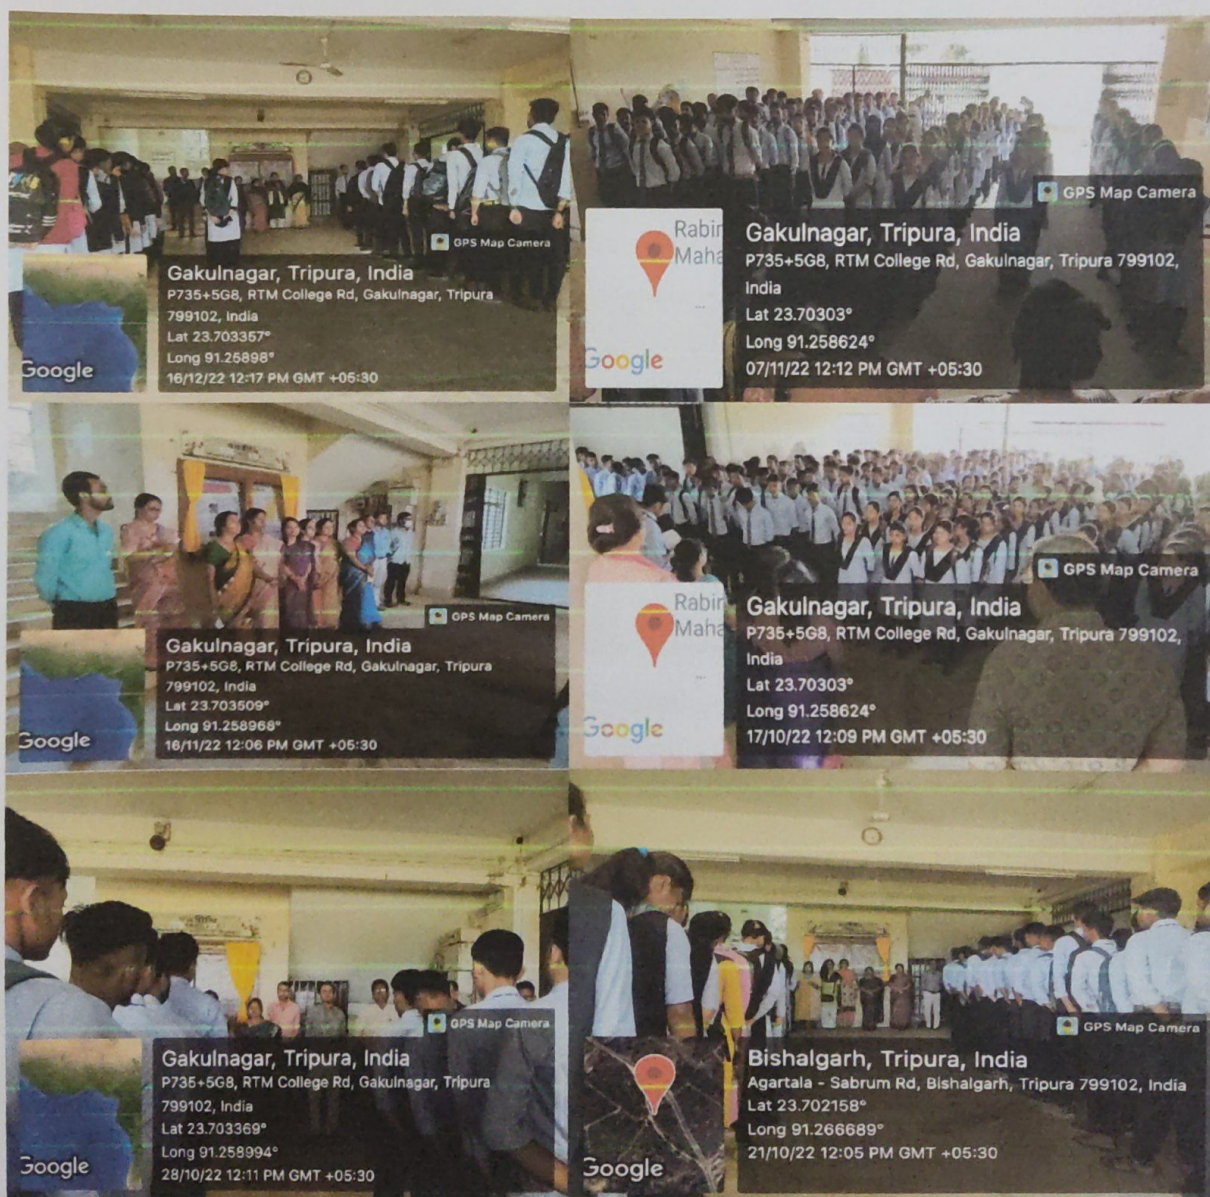 GPS Map Camera
Gakulnagar, Tripura, India
P735+5G8, RTM College Rd, Gakulnagar, Tripura
799102, India
Lat 23.703357°
Long 91.25898°
16/12/22 12:17 PM GMT +05:30
Google
GPS Map Camera
Rabin
Maha
Gakulnagar, Tripura, India
P735+5G8, RTM College Rd, Gakulnagar, Tripura 799102,
India
Lat 23.70303°
Long 91.258624°
07/11/22 12:12 PM GMT +05:30
Google
GPS Map Camera
Gakulnagar, Tripura, India
P735+5G8, RTM College Rd, Gakulnagar, Tripura
799102, India
Lat 23.703509°
Long 91.258968°
16/11/22 12:06 PM GMT +05:30
Google
GPS Map Camera
Rabin
Maha
Gakulnagar, Tripura, India
P735+5G8, RTM College Rd, Gakulnagar, Tripura 799102,
India
Lat 23.70303°
Long 91.258624°
17/10/22 12:09 PM GMT +05:30
Google
GPS Map Camera
Gakulnagar, Tripura, India
P735+5G8, RTM College Rd, Gakulnagar, Tripura
799102, India
Lat 23.703369°
Long 91.258994°
28/10/22 12:11 PM GMT +05:30
Google
GPS Map Camera
Bishalgarh, Tripura, India
Agartala - Sabrum Rd, Bishalgarh, Tripura 799102, India
Lat 23.702158°
Long 91.266689°
21/10/22 12:05 PM GMT +05:30
Google